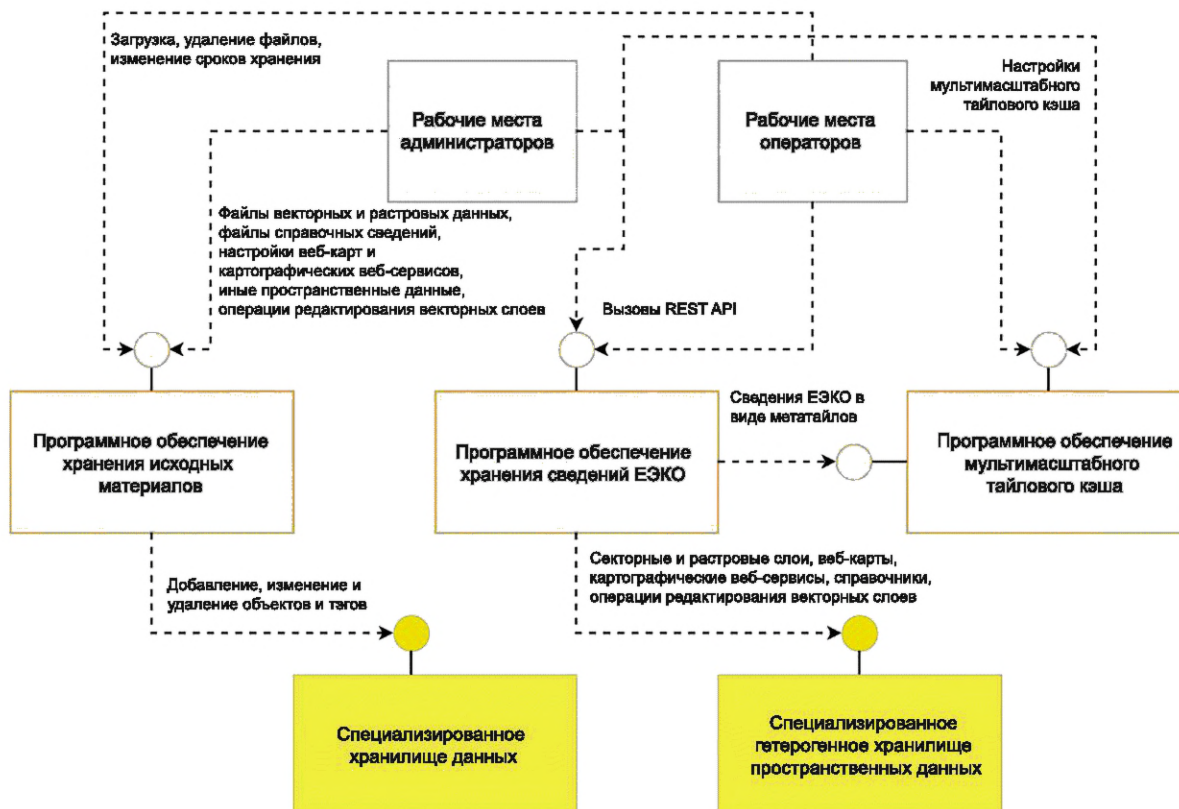 Загрузка, удаление файлов,
изменение сроков хранения
Настройки
мультимасштабного
тайлового кэша
Рабочие места
администраторов
Рабочие места
операторов
Файлы векторных и растровых данных,
файлы справочных сведений,
настройки веб-карт и
картографических веб-сервисов,
иные пространственные данные,
операции редактирования векторных слоев
Вызовы REST API
Программное обеспечение
хранения исходных
материалов
Программное обеспечение
хранения сведений ЕЭКО
Сведения ЕЭКО в
виде метатайлов
Программное обеспечение
мультимасштабного
тайлового кэша
Добавление, изменение и
удаление объектов и тэгов
Секторные и растровые слои, веб-карты,
картографические веб-сервисы, справочники,
операции редактирования векторных слоев
Специализированное
хранилище данных
Специализированное
гетерогенное хранилище
пространственных данных